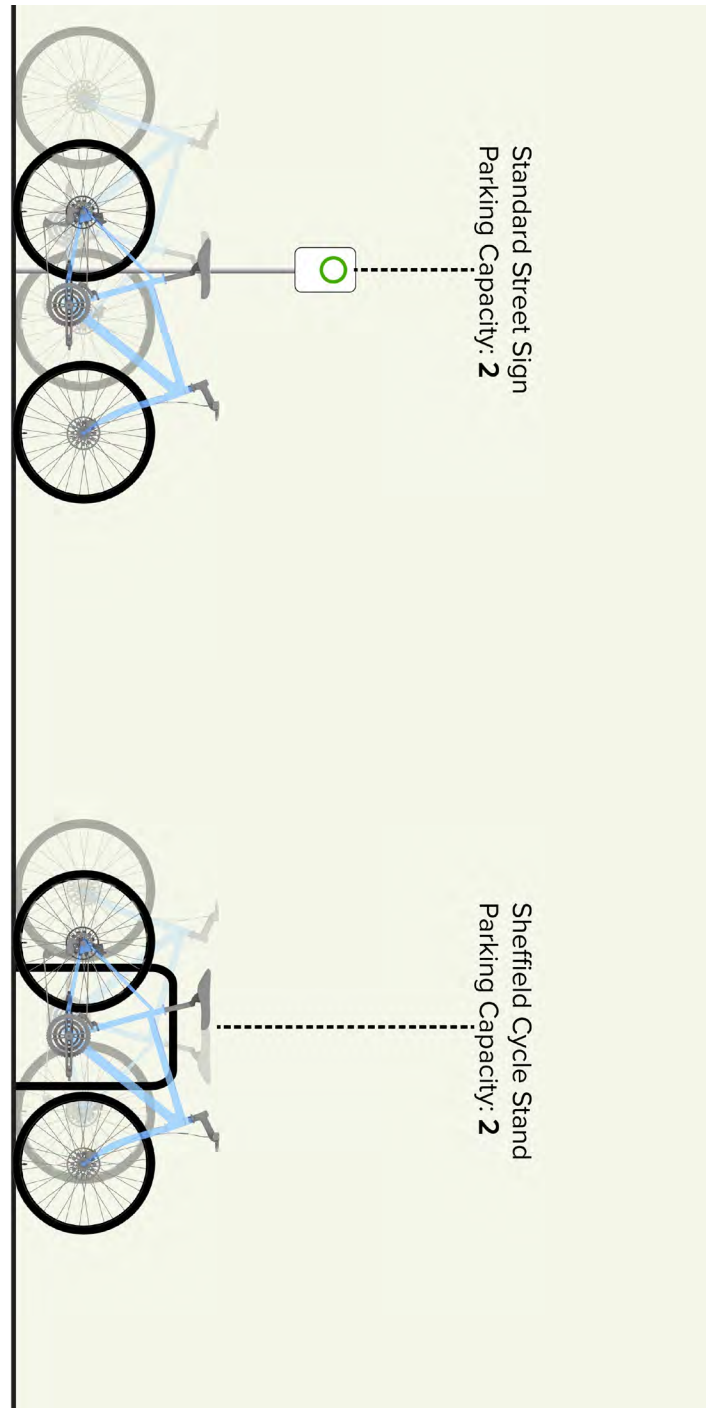 Standard Street Sign
Parking Capacity: 2
Sheffield Cycle Stand
Parking Capacity: 2